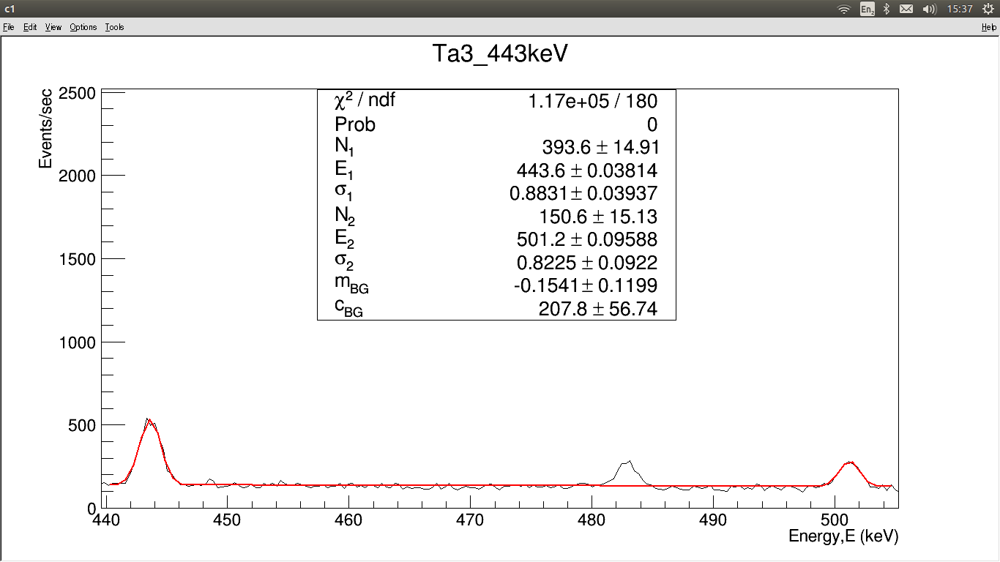 c1
En2
15:37
File Edit View Options Tools Help
Ta3_443keV
χ² / ndf 1.17e+05 / 180
Prob 0
N1 393.6 ± 14.91
E1 443.6 ± 0.03814
σ1 0.8831 ± 0.03937
N2 150.6 ± 15.13
E2 501.2 ± 0.09588
σ2 0.8225 ± 0.0922
mBG -0.1541 ± 0.1199
cBG 207.8 ± 56.74
Events/sec
2500
2000
1500
1000
500
0
440 450 460 470 480 490 500
Energy,E (keV)